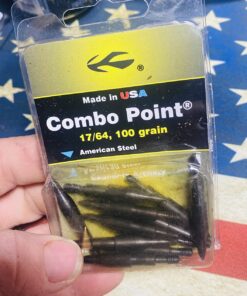 ®
Made in USA
Combo Point®
17/64, 100 grain
American Steel